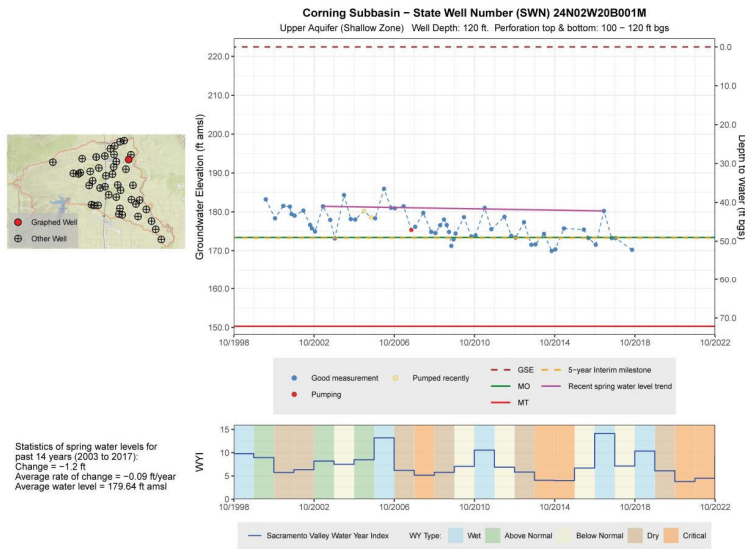 Corning Subbasin − State Well Number (SWN) 24N02W20B001M
Upper Aquifer (Shallow Zone) Well Depth: 120 ft. Perforation top & bottom: 100 − 120 ft bgs
Groundwater Elevation (ft amsl)
220.0
210.0
200.0
190.0
180.0
170.0
160.0
150.0
0.0
10.0
20.0
30.0
40.0
50.0
60.0
70.0
Depth to water (ft bgs)
10/1998
10/2002
10/2006
10/2010
10/2014
10/2018
10/2022
Graphed Well
Other Well
Good measurement
Pumping
Pumped recently
GSE
MO
MT
5−year Interim milestone
Recent spring water level trend
Statistics of spring water levels for
past 14 years (2003 to 2017):
Change = −1.2 ft
Average rate of change = −0.09 ft/year
Average water level = 179.64 ft amsl
WYI
15
10
5
0
10/1998
10/2002
10/2006
10/2010
10/2014
10/2018
10/2022
Sacramento Valley Water Year Index
WY Type:
Wet
Above Normal
Below Normal
Dry
Critical